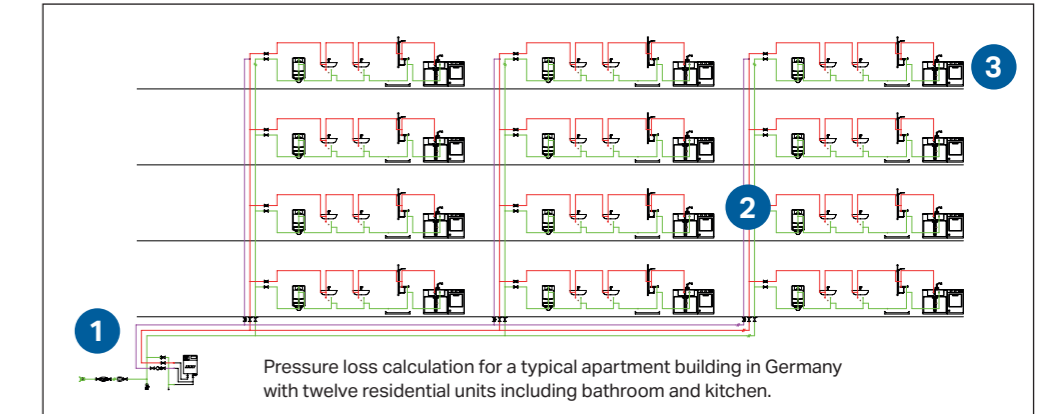 3
2
1
Pressure loss calculation for a typical apartment building in Germany
with twelve residential units including bathroom and kitchen.